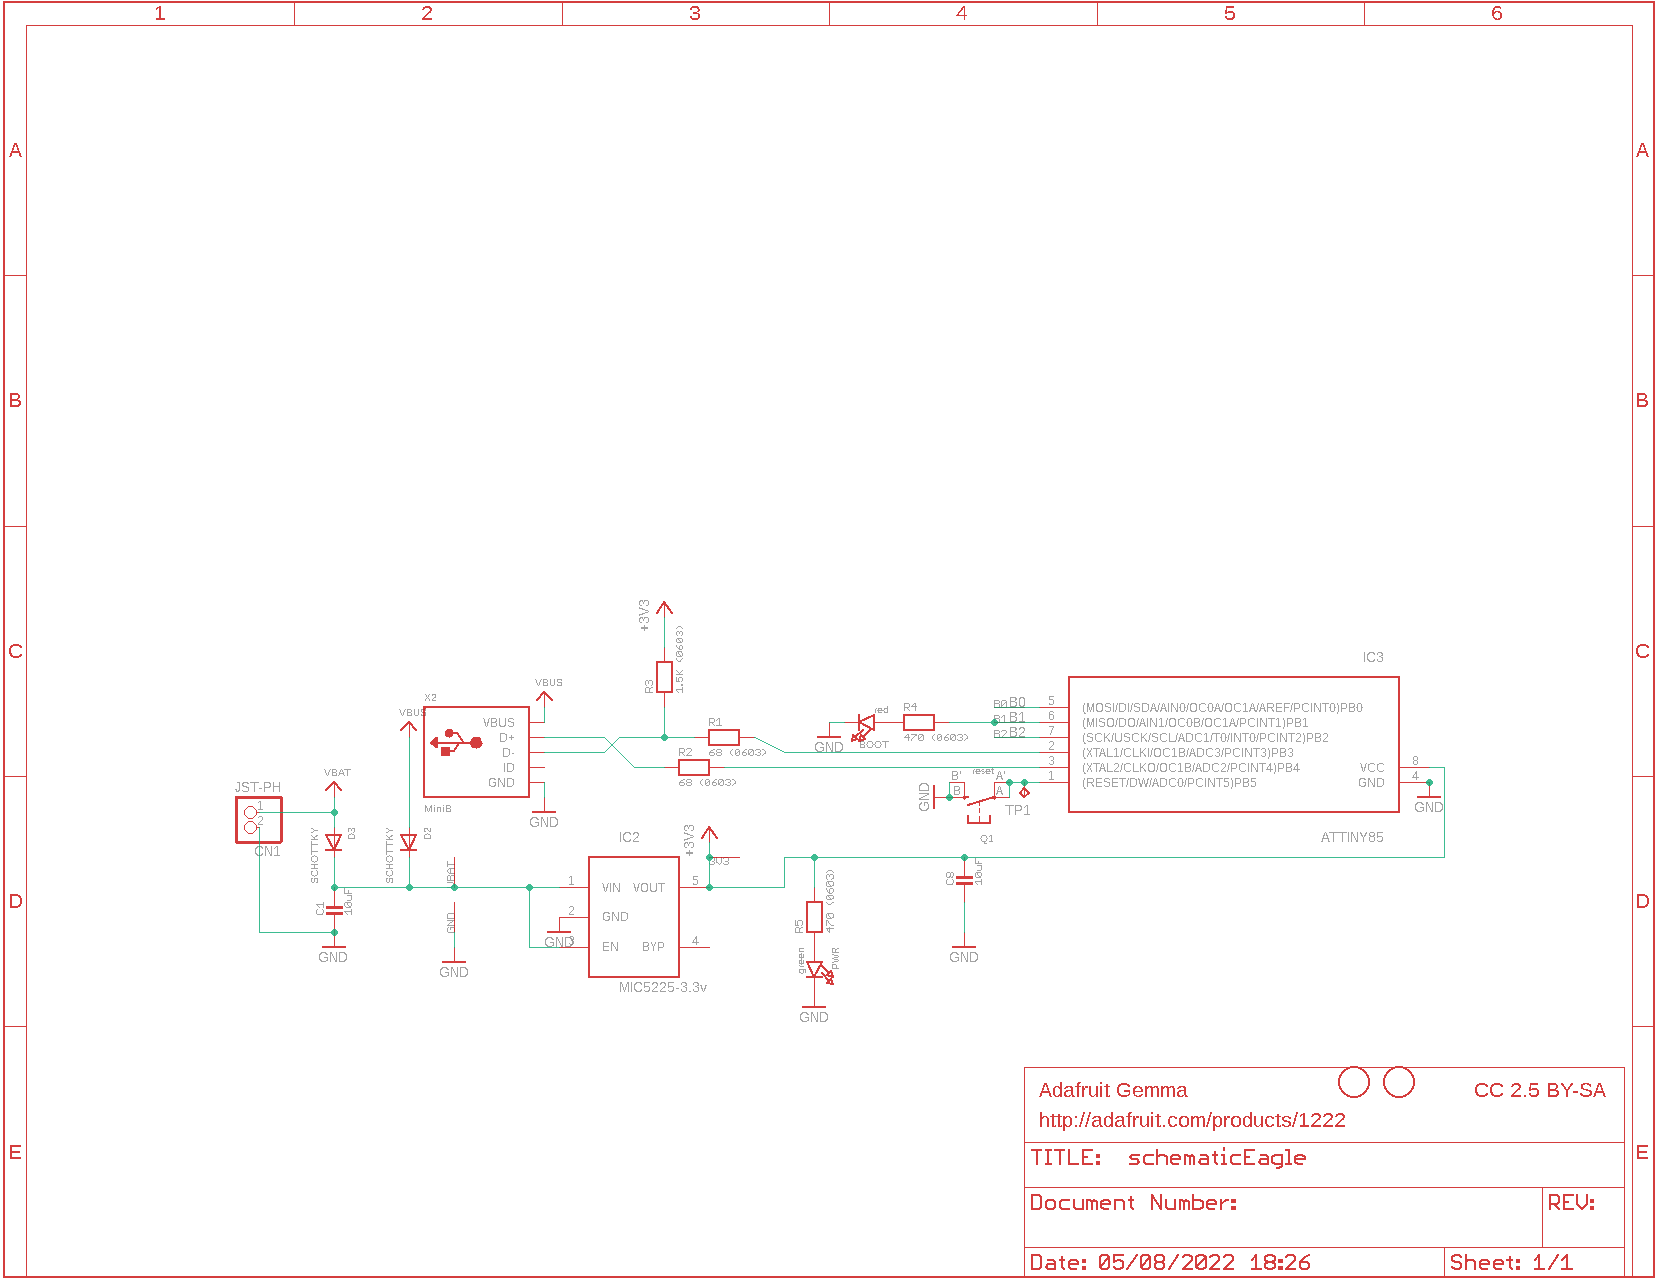 1 2 3 4 5 6
A A
B B
C C
D D
E E
+3V3
R3
1.5K (0603)
IC3
X2
VBUS
VBUS
VBUS
D+
D-
ID
GND
MiniB
GND
R1
68 (0603)
R2
68 (0603)
red
BOOT
GND
R4
470 (0603)
B0 B0 5
B1 B1 6
B2 B2 7
2
3
1
(MOSI/DI/SDA/AIN0/OC0A/OC1A/AREF/PCINT0)PB0
(MISO/DO/AIN1/OC0B/OC1A/PCINT1)PB1
(SCK/USCK/SCL/ADC1/T0/INT0/PCINT2)PB2
(XTAL1/CLKI/OC1B/ADC3/PCINT3)PB3
(XTAL2/CLKO/OC1B/ADC2/PCINT4)PB4
(RESET/DW/ADC0/PCINT5)PB5
VCC 8
GND 4
GND
ATTINY85
GND
B' reset A'
B A
TP1
Q1
VBAT
JST-PH
1
2
CN1
SCHOTTKY
D3
SCHOTTKY
D2
C1
10uF
GND
VBAT
GND
GND
IC2
+3V3
3V3
1 VIN VOUT 5
2 GND
GND 3 EN BYP 4
MIC5225-3.3v
R5
470 (0603)
green
PWR
GND
C8
10uF
GND
Adafruit Gemma CC 2.5 BY-SA
http://adafruit.com/products/1222
TITLE: schematicEagle
Document Number: REV:
Date: 05/08/2022 18:26 Sheet: 1/1